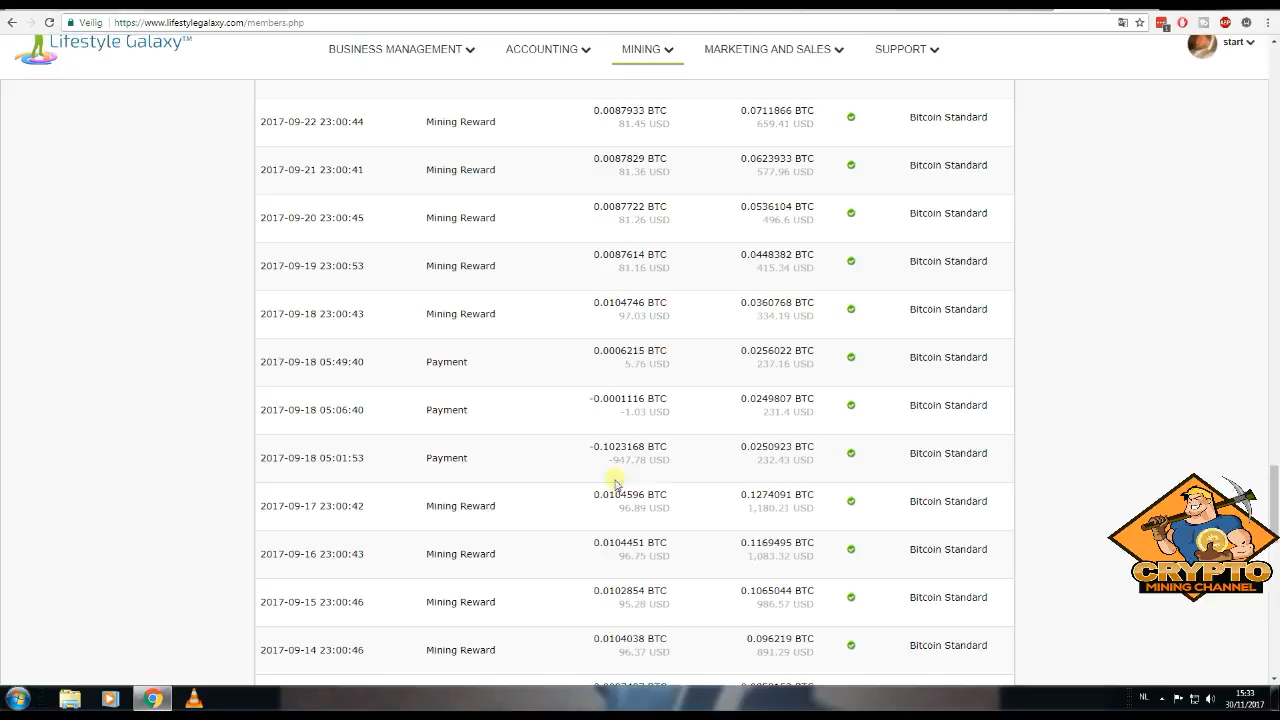 Veilig https://www.lifestylegalaxy.com/members.php
Lifestyle Galaxy™ BUSINESS MANAGEMENT ACCOUNTING MINING MARKETING AND SALES SUPPORT start
2017-09-22 23:00:44 Mining Reward 0.0087933 BTC 0.0711866 BTC Bitcoin Standard
81.45 USD 659.41 USD
2017-09-21 23:00:41 Mining Reward 0.0087829 BTC 0.0623933 BTC Bitcoin Standard
81.36 USD 577.96 USD
2017-09-20 23:00:45 Mining Reward 0.0087722 BTC 0.0536104 BTC Bitcoin Standard
81.26 USD 496.6 USD
2017-09-19 23:00:53 Mining Reward 0.0087614 BTC 0.0448382 BTC Bitcoin Standard
81.16 USD 415.34 USD
2017-09-18 23:00:43 Mining Reward 0.0104746 BTC 0.0360768 BTC Bitcoin Standard
97.03 USD 334.19 USD
2017-09-18 05:49:40 Payment 0.0006215 BTC 0.0256022 BTC Bitcoin Standard
5.76 USD 237.16 USD
2017-09-18 05:06:40 Payment -0.0001116 BTC 0.0249807 BTC Bitcoin Standard
-1.03 USD 231.4 USD
2017-09-18 05:01:53 Payment -0.1023168 BTC 0.0250923 BTC Bitcoin Standard
-947.78 USD 232.43 USD
2017-09-17 23:00:42 Mining Reward 0.0104596 BTC 0.1274091 BTC Bitcoin Standard
96.89 USD 1,180.21 USD
2017-09-16 23:00:43 Mining Reward 0.0104451 BTC 0.1169495 BTC Bitcoin Standard
96.75 USD 1,083.32 USD
2017-09-15 23:00:46 Mining Reward 0.0102854 BTC 0.1065044 BTC Bitcoin Standard
95.28 USD 986.57 USD
2017-09-14 23:00:46 Mining Reward 0.0104038 BTC 0.096219 BTC Bitcoin Standard
96.37 USD 891.29 USD
CRYPTO
MINING CHANNEL
NL 15:33
30/11/2017